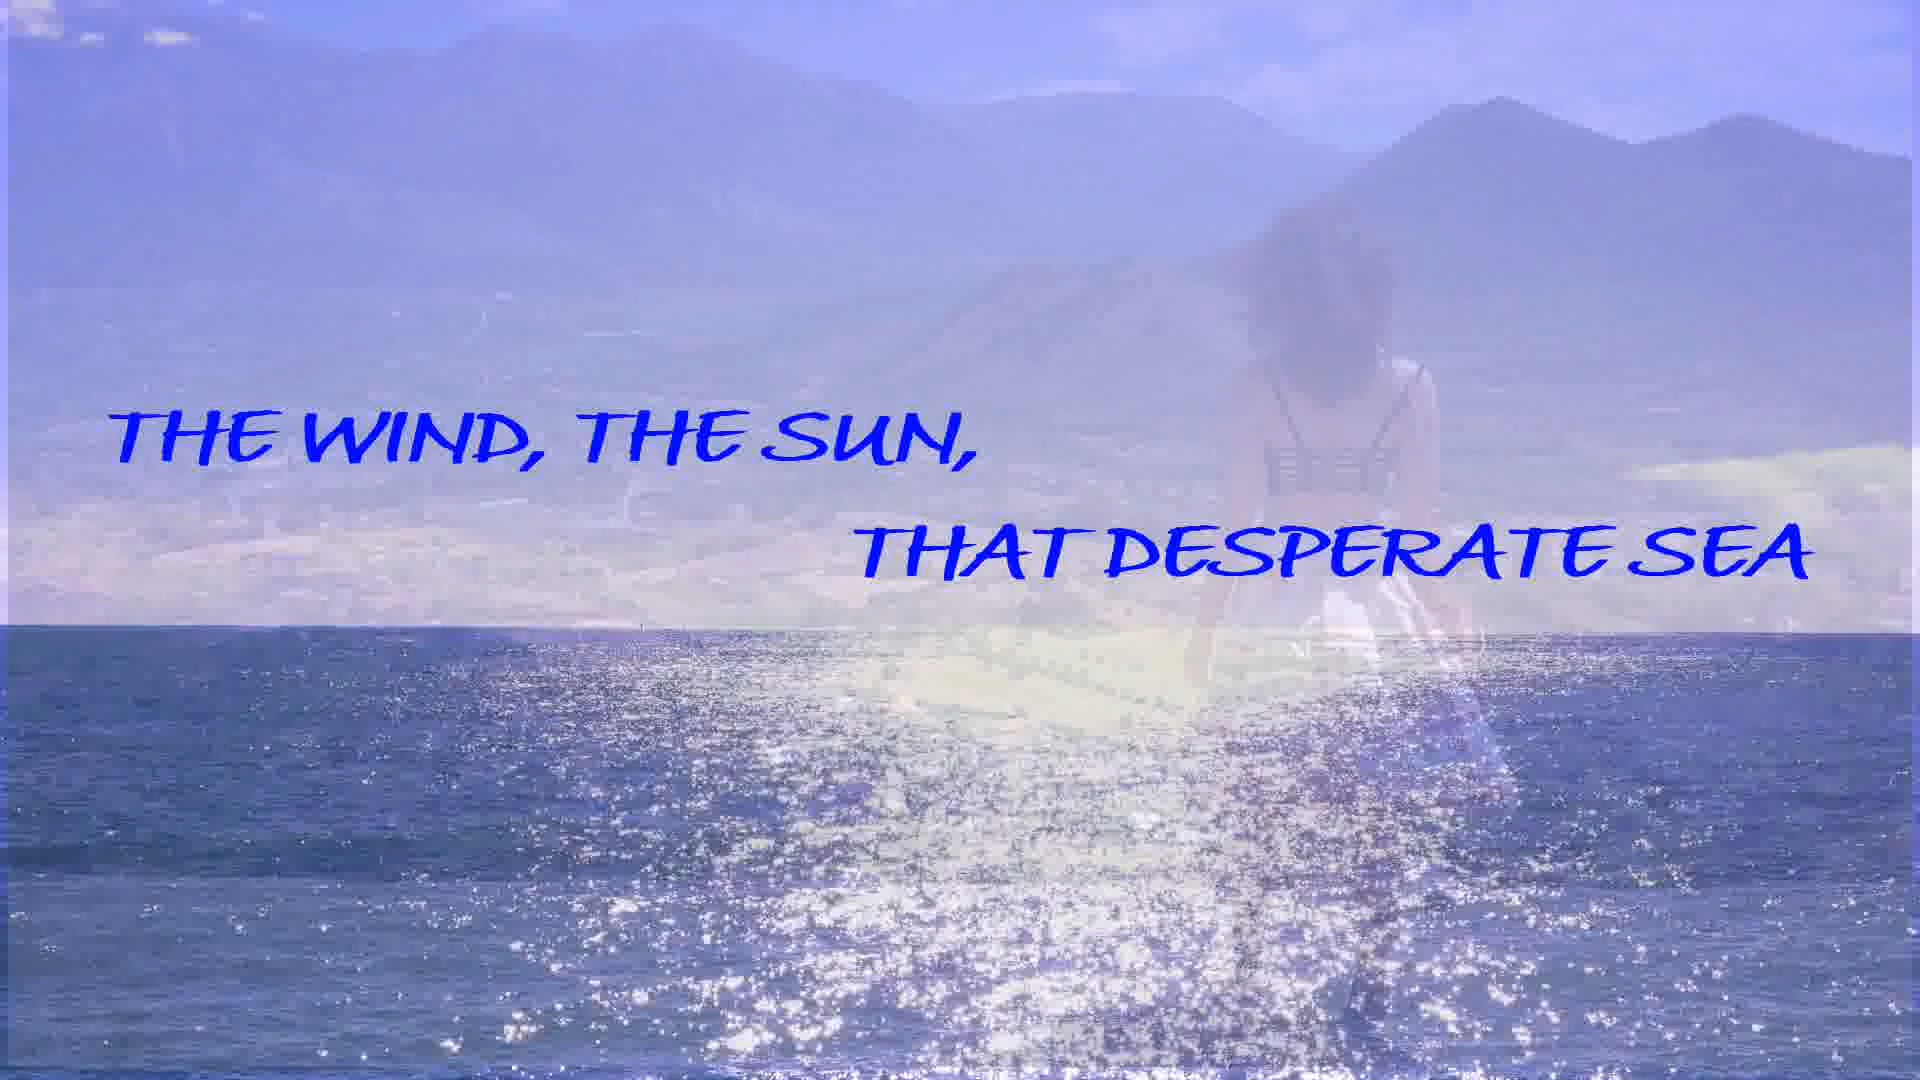 THE WIND, THE SUN,
THAT DESPERATE SEA